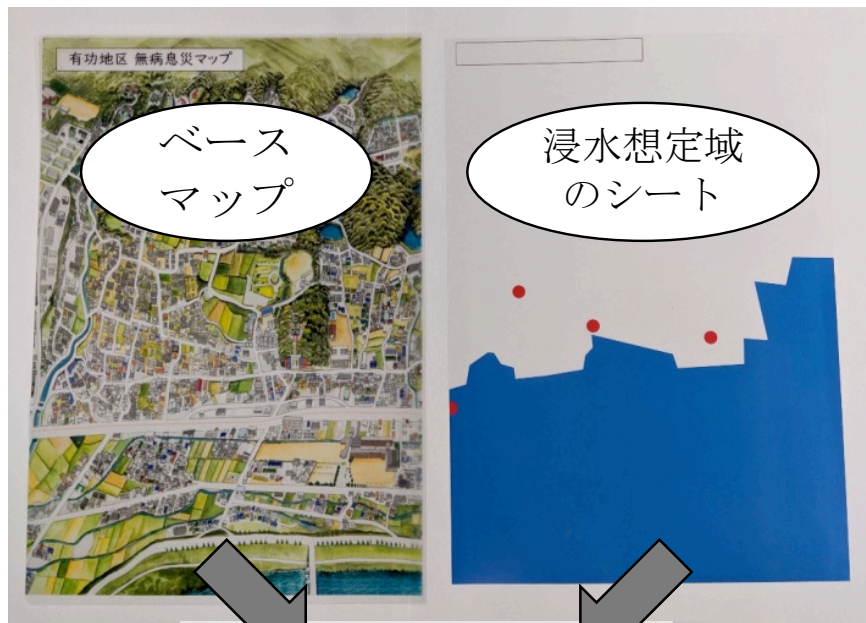 有功地区 無病息災マップ
ベース
マップ
浸水想定域
のシート